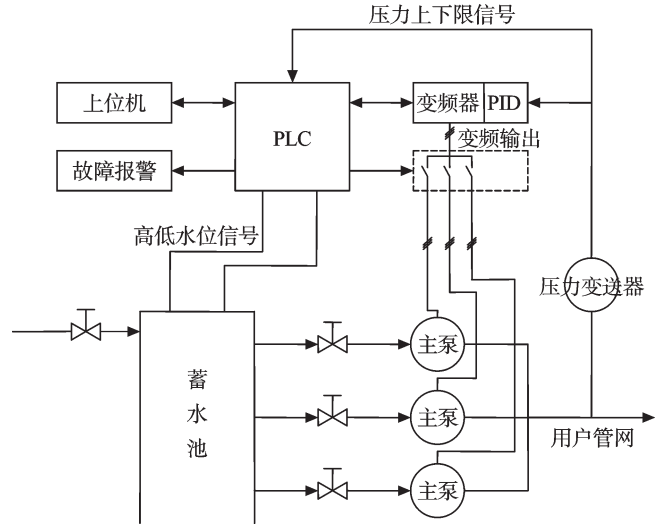 压力上下限信号
上位机
PLC
变频器
PID
变频输出
故障报警
高低水位信号
压力变送器
主泵
蓄水池
主泵
用户管网
主泵